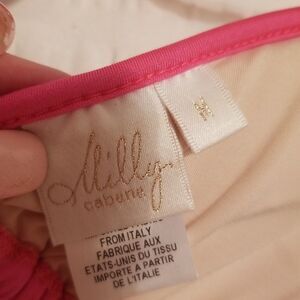 Milly
cabana
M
FROM ITALY
FABRIQUE AUX
ETATS-UNIS DU TISSU
IMPORTE A PARTIR
DE L'ITALIE